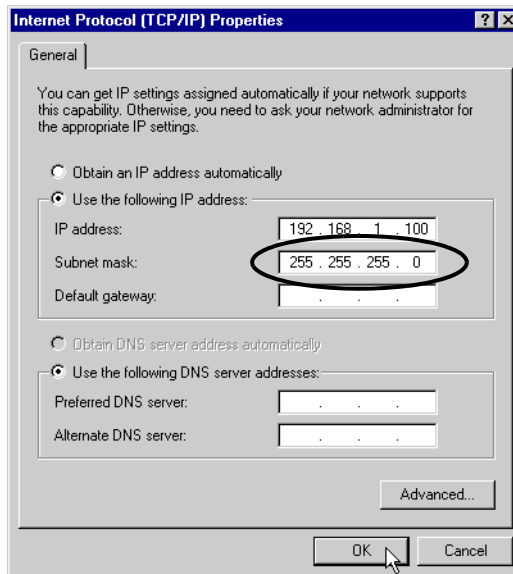 Internet Protocol (TCP/IP) Properties
General
You can get IP settings assigned automatically if your network supports
this capability. Otherwise, you need to ask your network administrator for
the appropriate IP settings.
Obtain an IP address automatically
Use the following IP address:
IP address: 192 . 168 . 1 . 100
Subnet mask: 255 . 255 . 255 . 0
Default gateway: . . .
Obtain DNS server address automatically
Use the following DNS server addresses:
Preferred DNS server: . . .
Alternate DNS server: . . .
Advanced...
OK Cancel